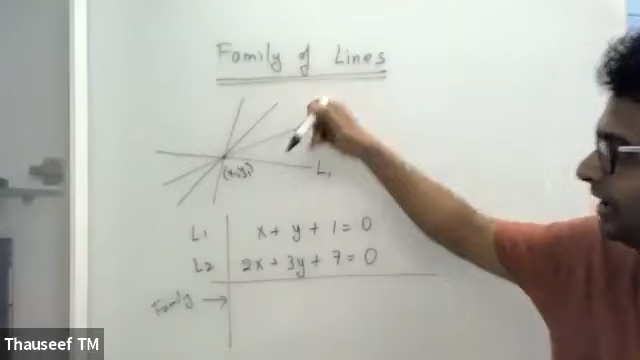 Family of Lines
(x₁,y₁)
L₁
L1 x + y + 1 = 0
L2 2x + 3y + 7 = 0
Family →
Thauseef TM